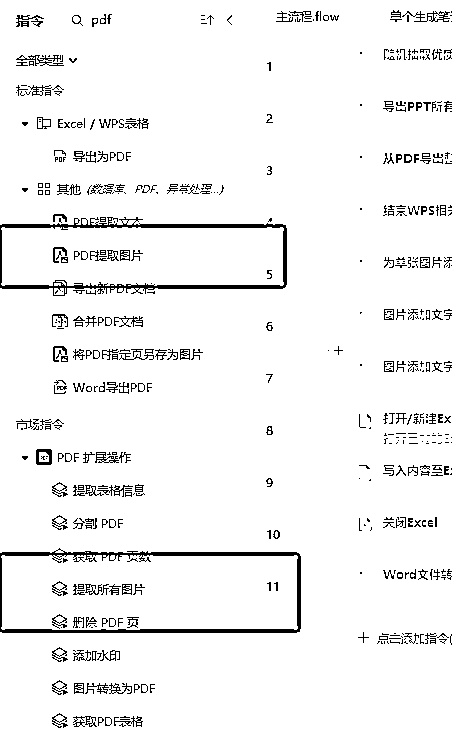 指令
pdf
全部类型
标准指令
Excel / WPS表格
导出为PDF
其他 (数据库、PDF、异常处理...)
PDF提取文本
PDF提取图片
导出新PDF文档
合并PDF文档
将PDF指定页另存为图片
Word导出PDF
市场指令
PDF 扩展操作
提取表格信息
分部 PDF
获取 PDF 页数
提取所有图片
删除 PDF 页
添加水印
图片转换为PDF
获取PDF表格
主流程.flow
单个生成笔
1
随机抽取优质
2
导出PPT所有
3
从PDF导出
4
结束WPS相关
5
为单张图片添
6
图片添加文字
7
图片添加文字
8
打开/新建Exc
9
写入内容至E
10
关闭Excel
11
Word文件转
点击添加指令(